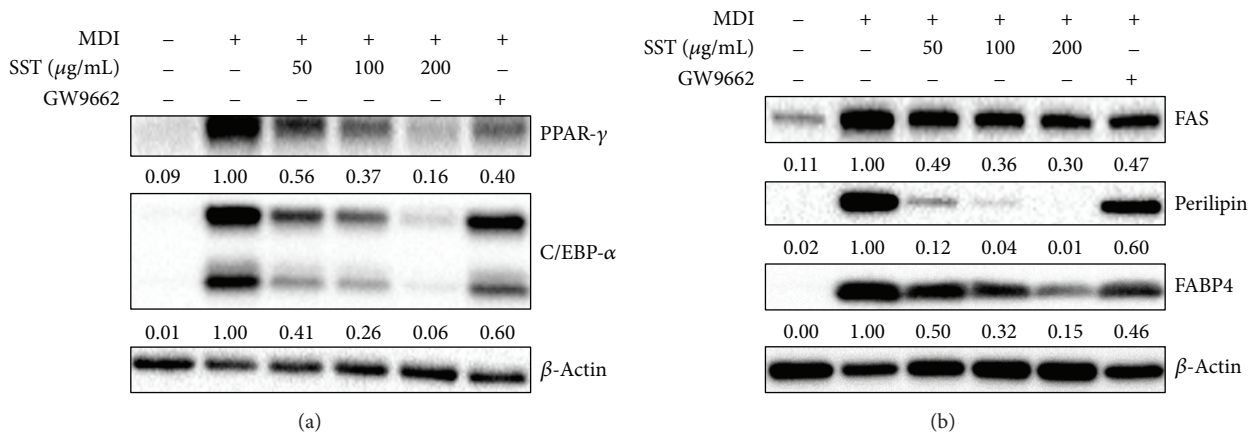 MDI – + + + + +
SST (μg/mL) – – 50 100 200 –
GW9662 – – – – – +
PPAR-γ
0.09 1.00 0.56 0.37 0.16 0.40
C/EBP-α
0.01 1.00 0.41 0.26 0.06 0.60
β-Actin
(a)
MDI – + + + + +
SST (μg/mL) – – 50 100 200 –
GW9662 – – – – – +
FAS
0.11 1.00 0.49 0.36 0.30 0.47
Perilipin
0.02 1.00 0.12 0.04 0.01 0.60
FABP4
0.00 1.00 0.50 0.32 0.15 0.46
β-Actin
(b)